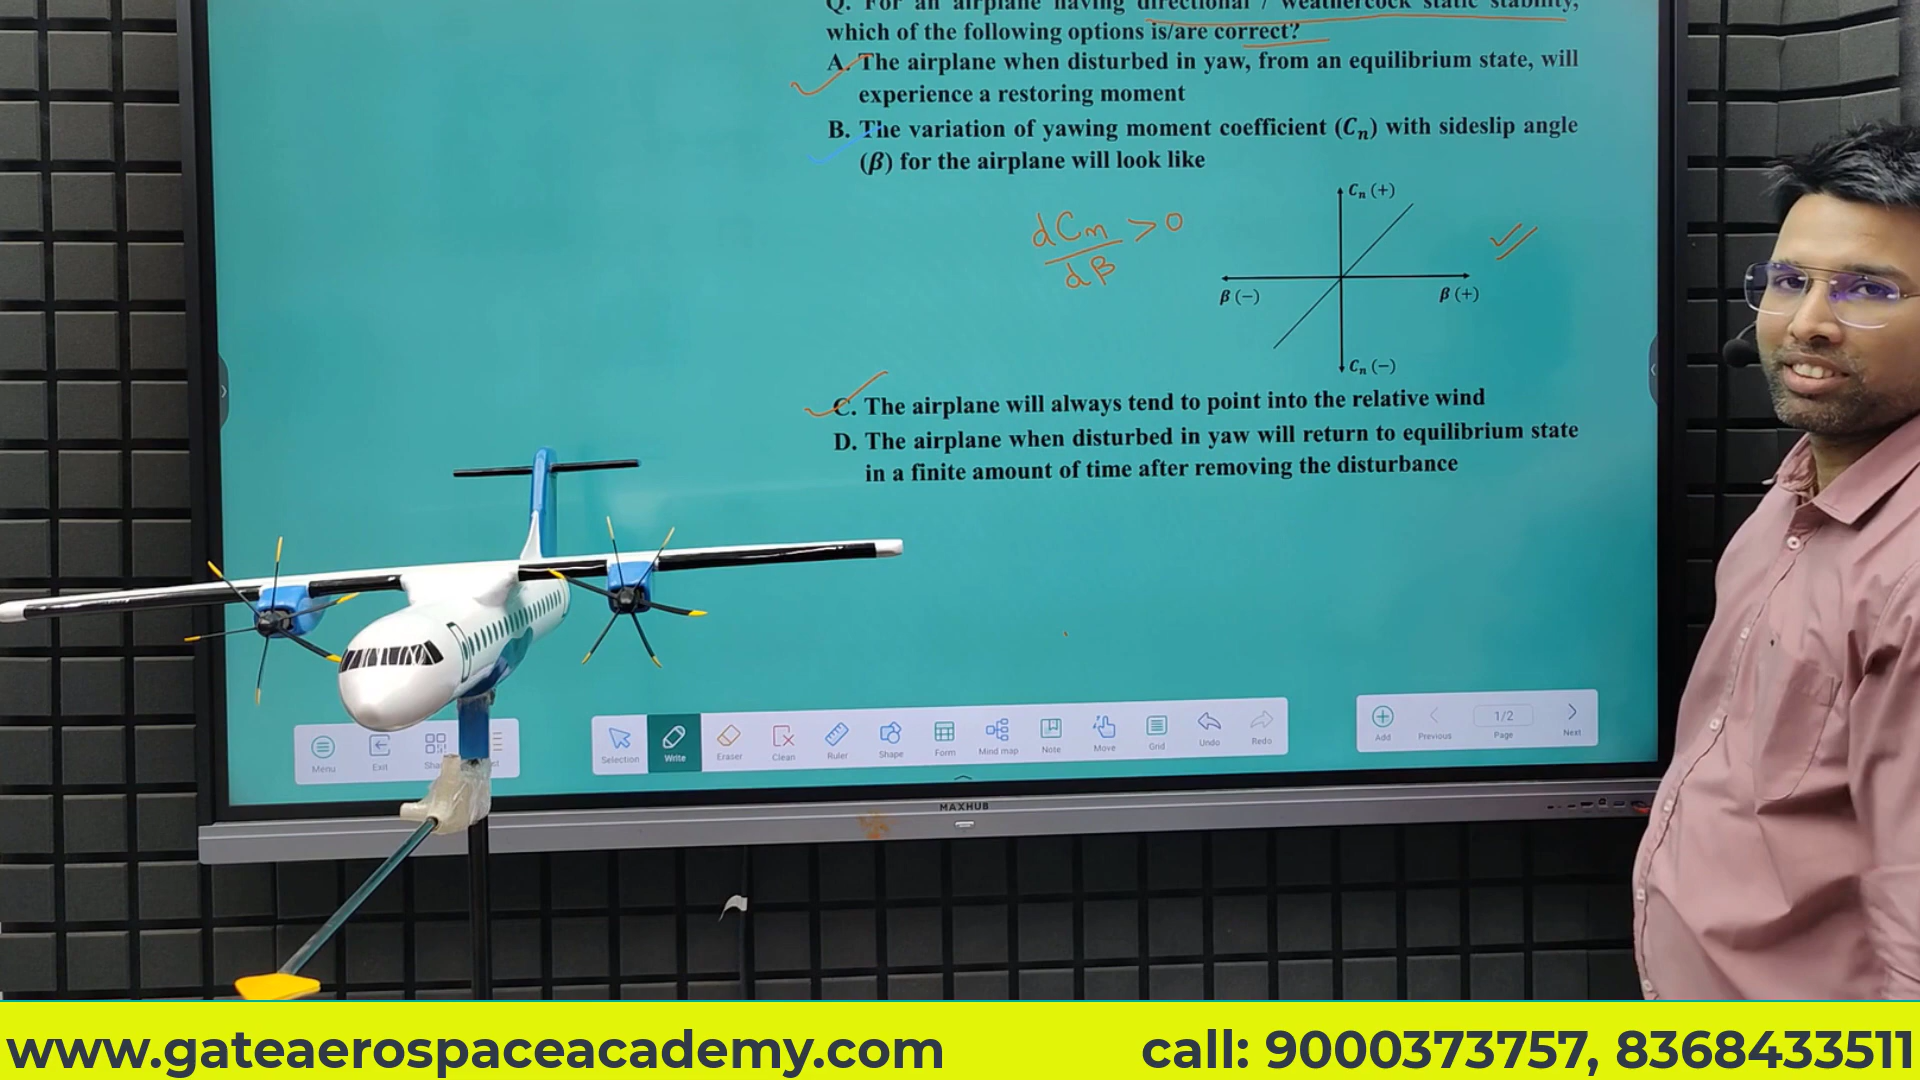 Q. For an airplane having directional / weathercock static stability,
which of the following options is/are correct?
A. The airplane when disturbed in yaw, from an equilibrium state, will
experience a restoring moment
B. The variation of yawing moment coefficient (Cₙ) with sideslip angle
(β) for the airplane will look like
Cₙ (+)
dCn/dβ > 0
β (−)
β (+)
Cₙ (−)
C. The airplane will always tend to point into the relative wind
D. The airplane when disturbed in yaw will return to equilibrium state
in a finite amount of time after removing the disturbance
Menu Exit Selection Write Eraser Clean Ruler Shape Form Mind map Note Move Grid Undo Redo Add Previous 1/2 Page Next
MAXHUB
www.gateaerospaceacademy.com call: 9000373757, 8368433511